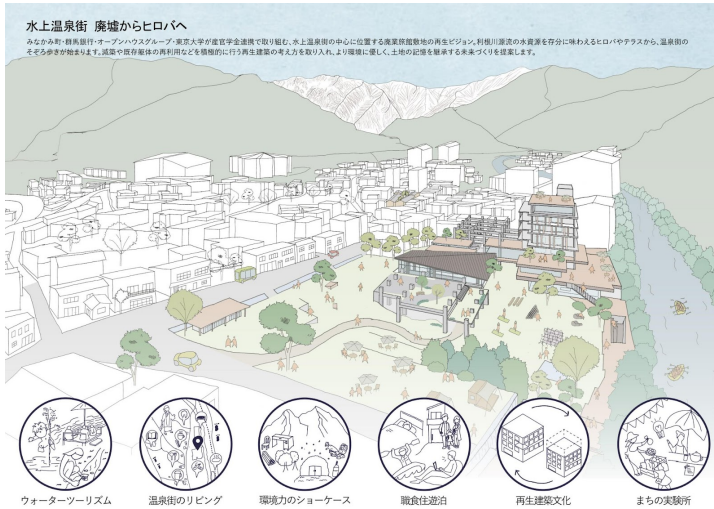 水上温泉街 廃墟からヒロバへ
みなかみ町・群馬銀行・オープンハウスグループ・東京大学が産官学金連携で取り組む、水上温泉街の中心に位置する廃業旅館敷地の再生ビジョン。利根川源流の水資源を存分に味わえるヒロバやテラスから、温泉街の
そぞろ歩きが始まります。減築や既存躯体の再利用などを積極的に行う再生建築の考え方を取り入れ、より環境に優しく、土地の記憶を継承する未来づくりを提案します。
ウォーターツーリズム
温泉街のリビング
環境力のショーケース
職食住遊泊
再生建築文化
まちの実験所